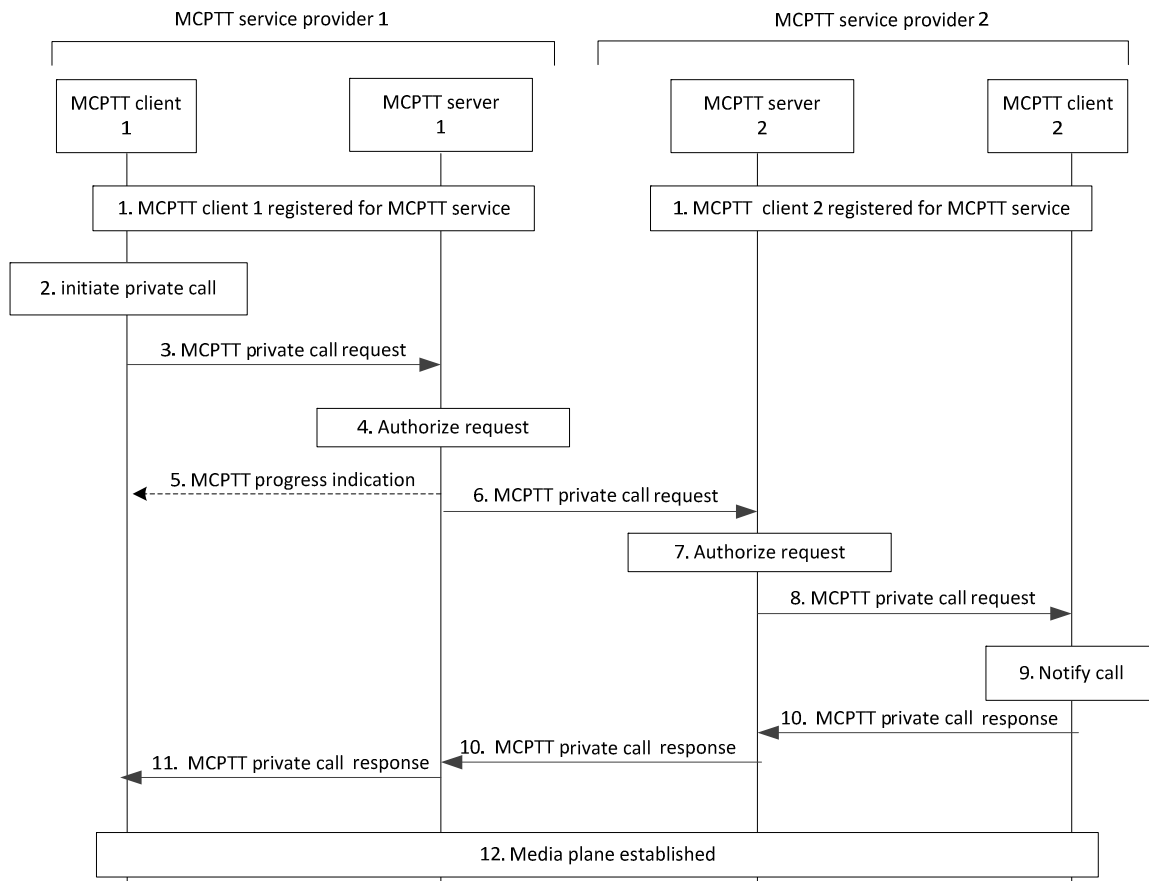 MCPTT service provider 1
MCPTT service provider 2
MCPTT client
1
MCPTT server
1
MCPTT server
2
MCPTT client
2
1. MCPTT client 1 registered for MCPTT service
1. MCPTT client 2 registered for MCPTT service
2. initiate private call
3. MCPTT private call request
4. Authorize request
5. MCPTT progress indication
6. MCPTT private call request
7. Authorize request
8. MCPTT private call request
9. Notify call
10. MCPTT private call response
10. MCPTT private call response
11. MCPTT private call response
12. Media plane established